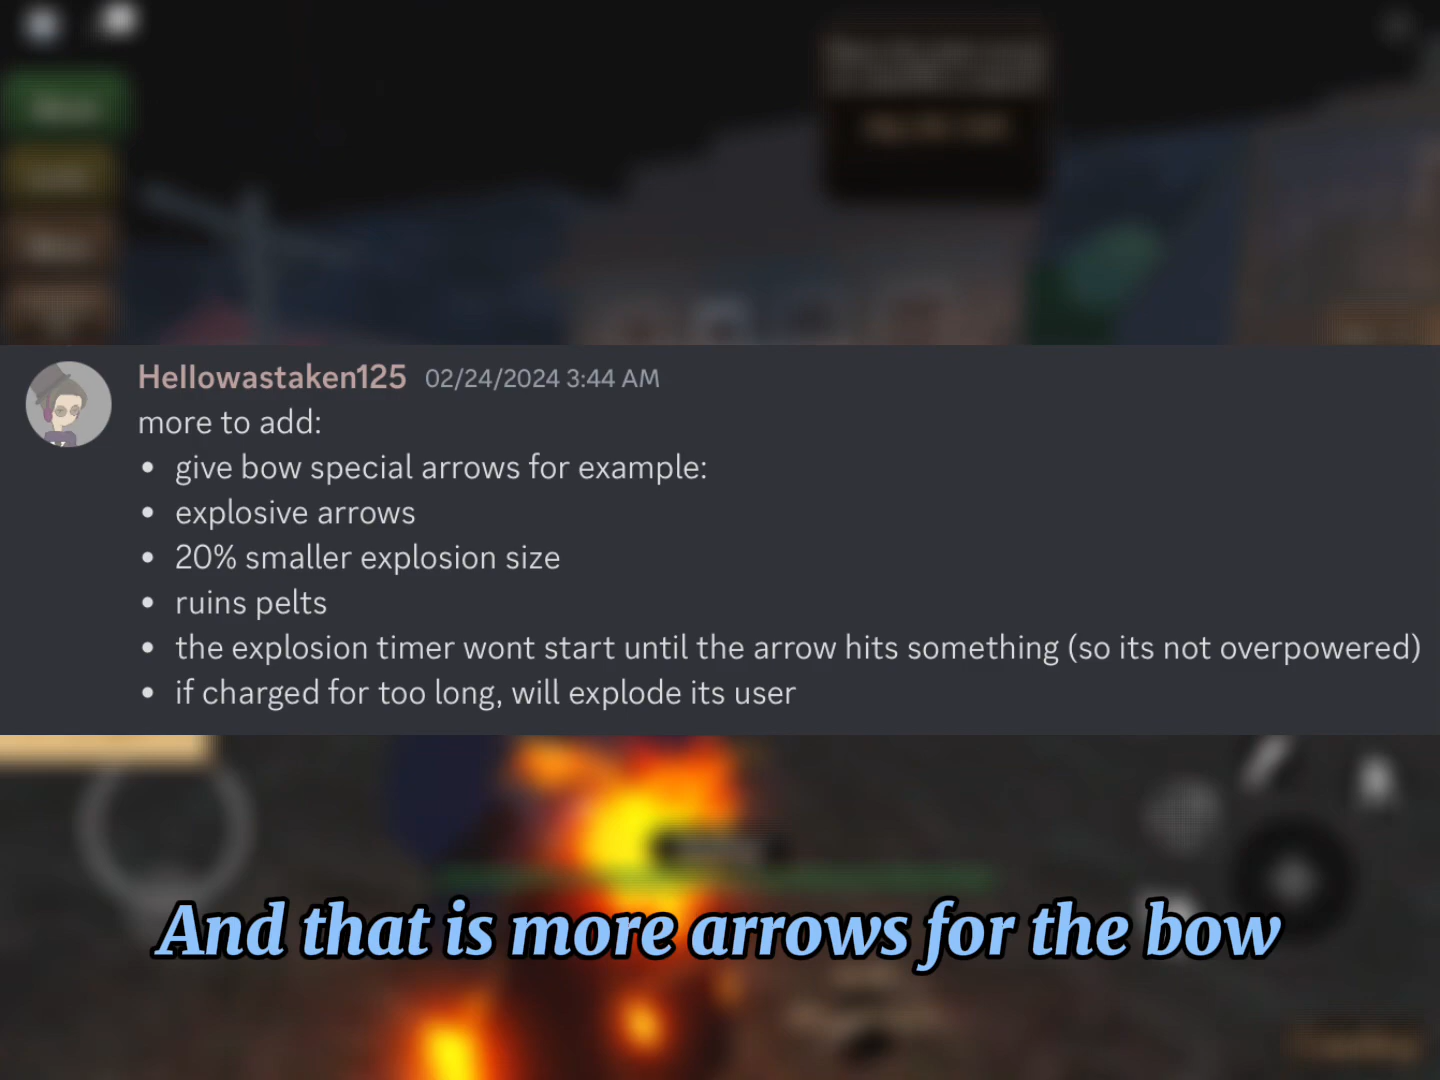 Hellowastaken125 02/24/2024 3:44 AM
more to add:
• give bow special arrows for example:
• explosive arrows
• 20% smaller explosion size
• ruins pelts
• the explosion timer wont start until the arrow hits something (so its not overpowered)
• if charged for too long, will explode its user
And that is more arrows for the bow